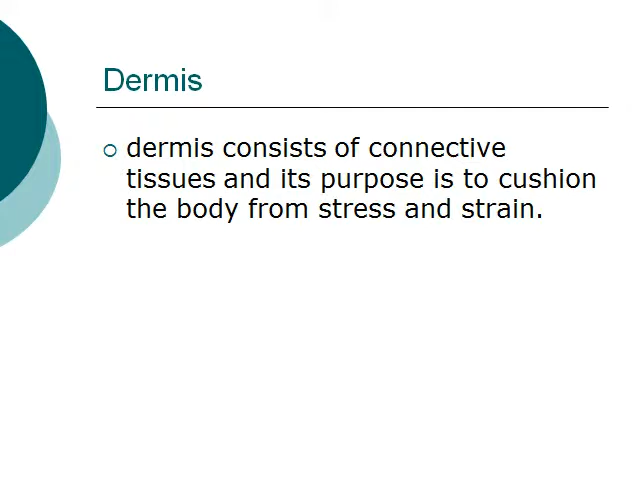 Dermis
dermis consists of connective
tissues and its purpose is to cushion
the body from stress and strain.